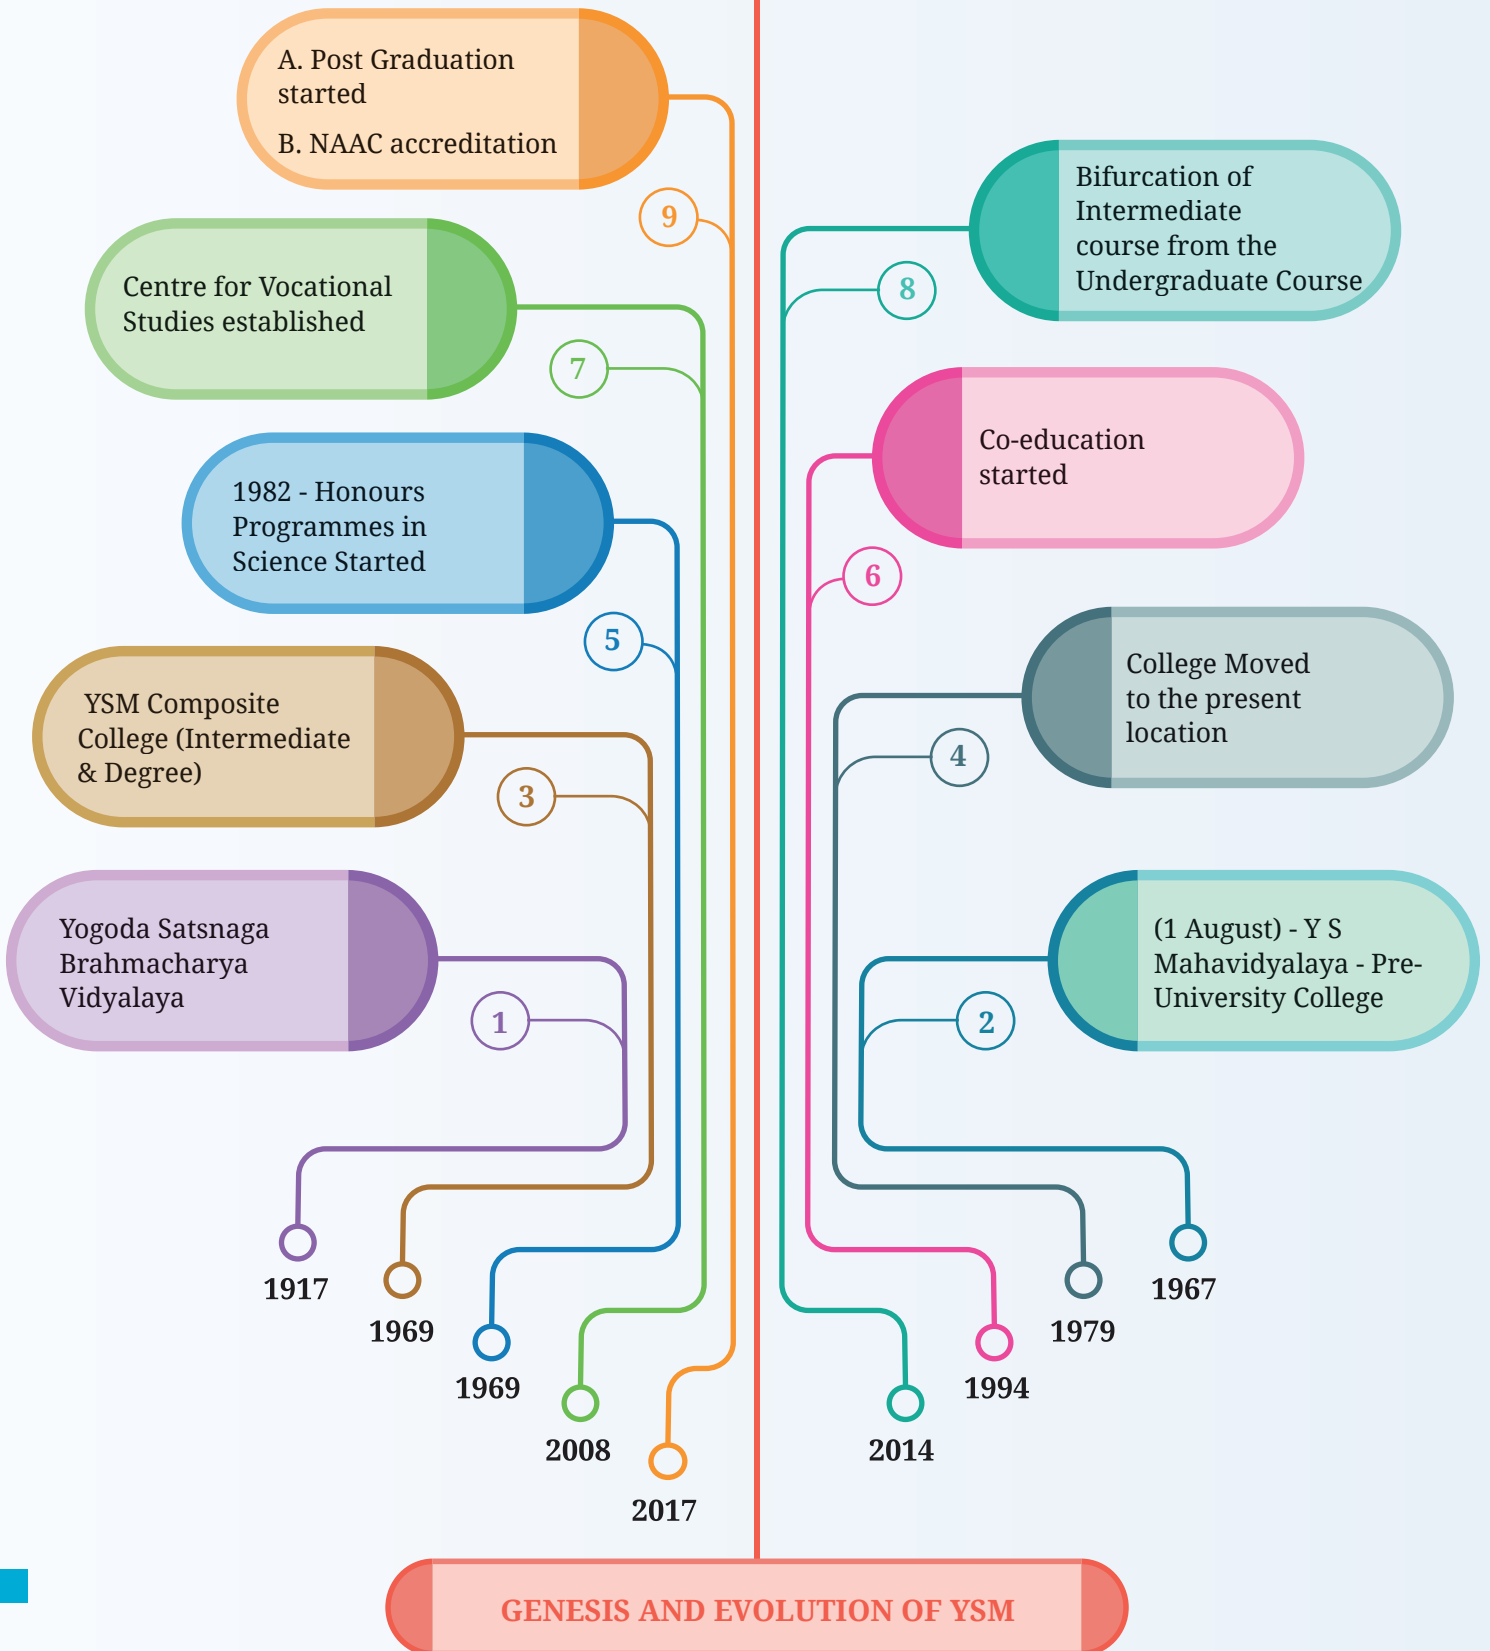 A. Post Graduation
started
B. NAAC accreditation
9
Bifurcation of
Intermediate
course from the
Undergraduate Course
8
Centre for Vocational
Studies established
7
Co-education
started
6
1982 - Honours
Programmes in
Science Started
5
College Moved
to the present
location
4
YSM Composite
College (Intermediate
& Degree)
3
Yogoda Satsnaga
Brahmacharya
Vidyalaya
1
(1 August) - Y S
Mahavidyalaya - Pre-
University College
2
1917
1969
1969
2008
2017
2014
1994
1979
1967
GENESIS AND EVOLUTION OF YSM